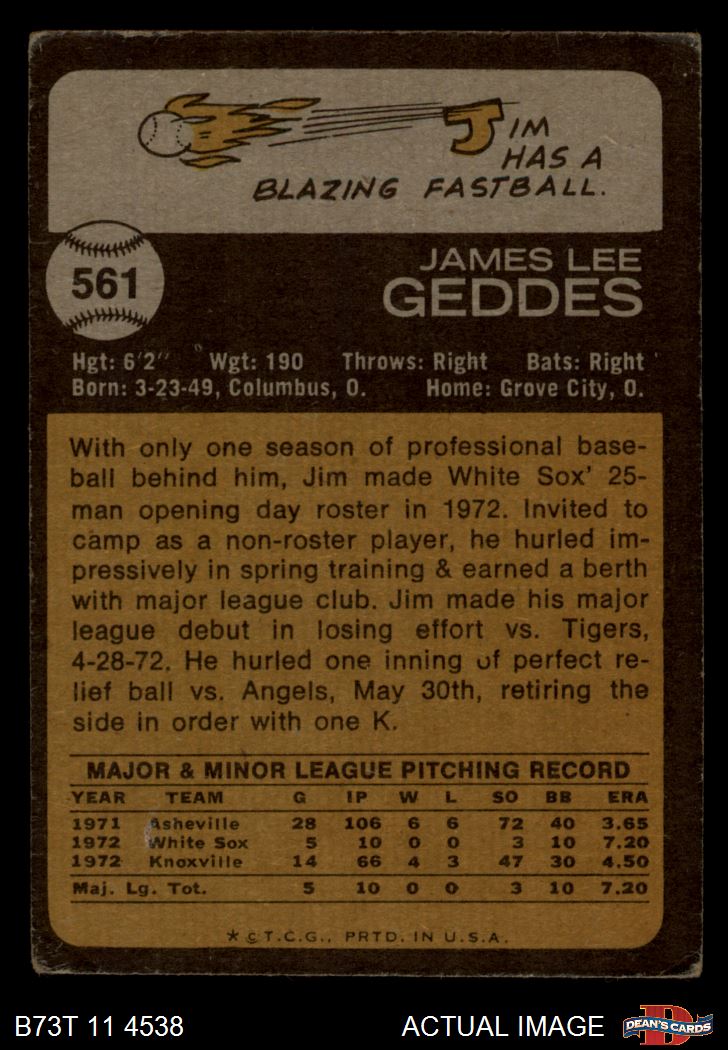 JIM
HAS A
BLAZING FASTBALL.
561
JAMES LEE
GEDDES
Hgt: 6'2" Wgt: 190 Throws: Right Bats: Right
Born: 3-23-49, Columbus, O. Home: Grove City, O.
With only one season of professional base-
ball behind him, Jim made White Sox' 25-
man opening day roster in 1972. Invited to
camp as a non-roster player, he hurled im-
pressively in spring training & earned a berth
with major league club. Jim made his major
league debut in losing effort vs. Tigers,
4-28-72. He hurled one inning of perfect re-
lief ball vs. Angels, May 30th, retiring the
side in order with one K.
MAJOR & MINOR LEAGUE PITCHING RECORD
YEAR TEAM G IP W L SO BB ERA
1971 Asheville 28 106 6 6 72 40 3.65
1972 White Sox 5 10 0 0 3 10 7.20
1972 Knoxville 14 66 4 3 47 30 4.50
Maj. Lg. Tot. 5 10 0 0 3 10 7.20
* © T.C.G., PRTD. IN U.S.A.
B73T 11 4538 ACTUAL IMAGE D DEAN'S CARDS